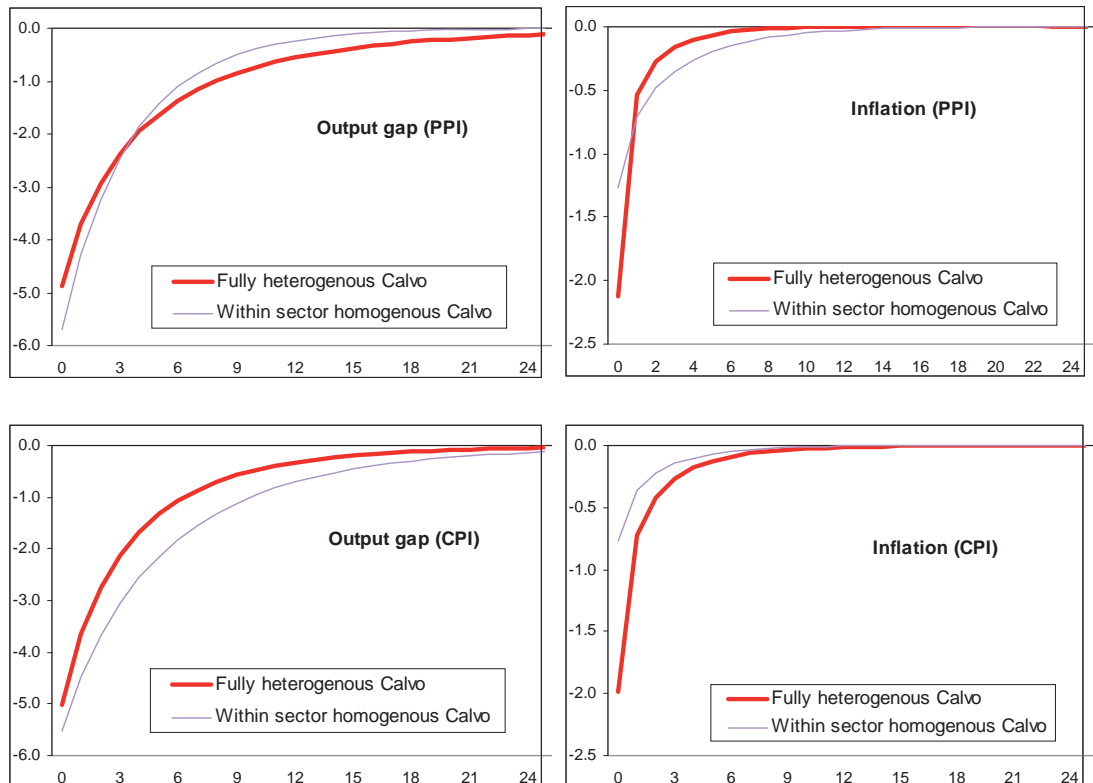 0.0
-1.0
-2.0
-3.0
-4.0
-5.0
-6.0
Output gap (PPI)
Fully heterogenous Calvo
Within sector homogenous Calvo
0 3 6 9 12 15 18 21 24
0.0
-0.5
-1.0
-1.5
-2.0
-2.5
Inflation (PPI)
Fully heterogenous Calvo
Within sector homogenous Calvo
0 2 4 6 8 10 12 14 16 18 20 22 24
0.0
-1.0
-2.0
-3.0
-4.0
-5.0
-6.0
Output gap (CPI)
Fully heterogenous Calvo
Within sector homogenous Calvo
0 3 6 9 12 15 18 21 24
0.0
-0.5
-1.0
-1.5
-2.0
-2.5
Inflation (CPI)
Fully heterogenous Calvo
Within sector homogenous Calvo
0 3 6 9 12 15 18 21 24